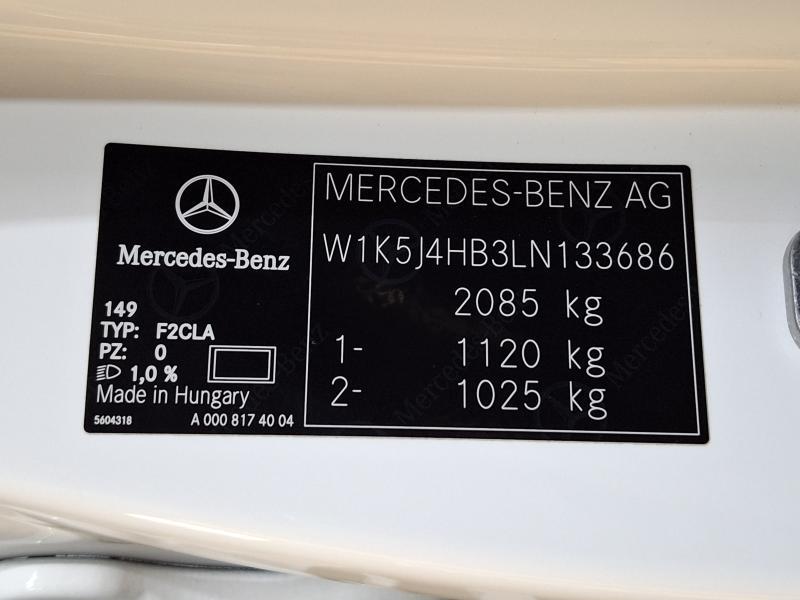 Mercedes-Benz
149
TYP: F2CLA
PZ: 0
1,0 %
Made in Hungary
5604318 A 000 817 40 04
MERCEDES-BENZ AG
W1K5J4HB3LN133686
2085 kg
1- 1120 kg
2- 1025 kg